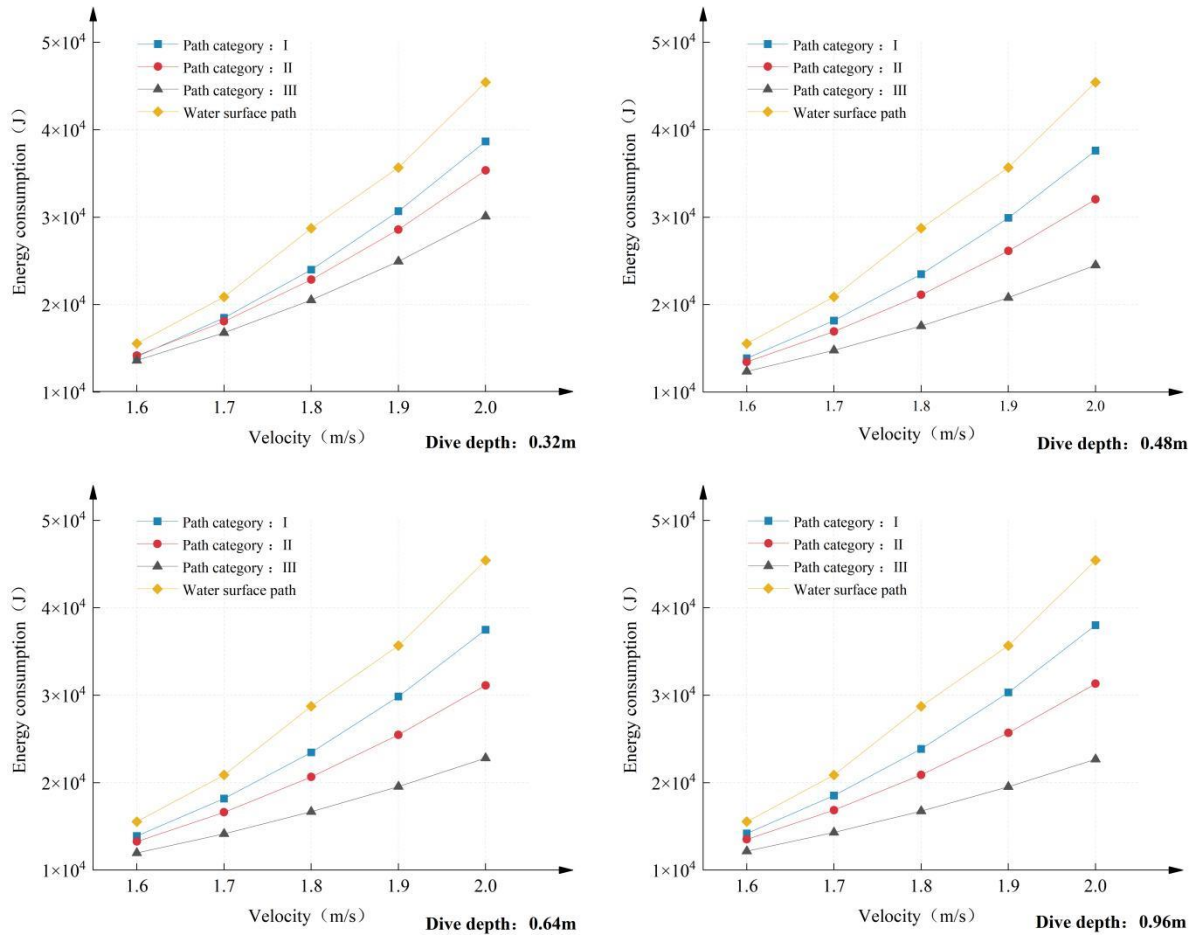 5×10⁴
4×10⁴
3×10⁴
2×10⁴
1×10⁴
Energy consumption（J）
Path category： I
Path category： II
Path category： III
Water surface path
1.6 1.7 1.8 1.9 2.0
Velocity（m/s）
Dive depth: 0.32m
5×10⁴
4×10⁴
3×10⁴
2×10⁴
1×10⁴
Energy consumption（J）
Path category： I
Path category： II
Path category： III
Water surface path
1.6 1.7 1.8 1.9 2.0
Velocity（m/s）
Dive depth: 0.48m
5×10⁴
4×10⁴
3×10⁴
2×10⁴
1×10⁴
Energy consumption（J）
Path category： I
Path category： II
Path category： III
Water surface path
1.6 1.7 1.8 1.9 2.0
Velocity（m/s）
Dive depth: 0.64m
5×10⁴
4×10⁴
3×10⁴
2×10⁴
1×10⁴
Energy consumption（J）
Path category： I
Path category： II
Path category： III
Water surface path
1.6 1.7 1.8 1.9 2.0
Velocity（m/s）
Dive depth: 0.96m